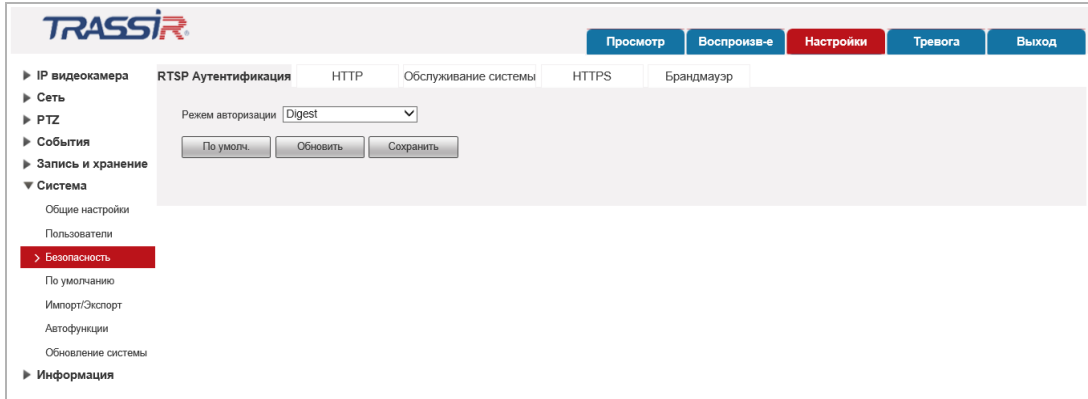 TRASSIR
Просмотр Воспроизв-е Настройки Тревога Выход
IP видеокамера
Сеть
PTZ
События
Запись и хранение
Система
Общие настройки
Пользователи
Безопасность
По умолчанию
Импорт/Экспорт
Автофункции
Обновление системы
Информация
RTSP Аутентификация HTTP Обслуживание системы HTTPS Брандмауэр
Режем авторизации Digest
По умолч. Обновить Сохранить